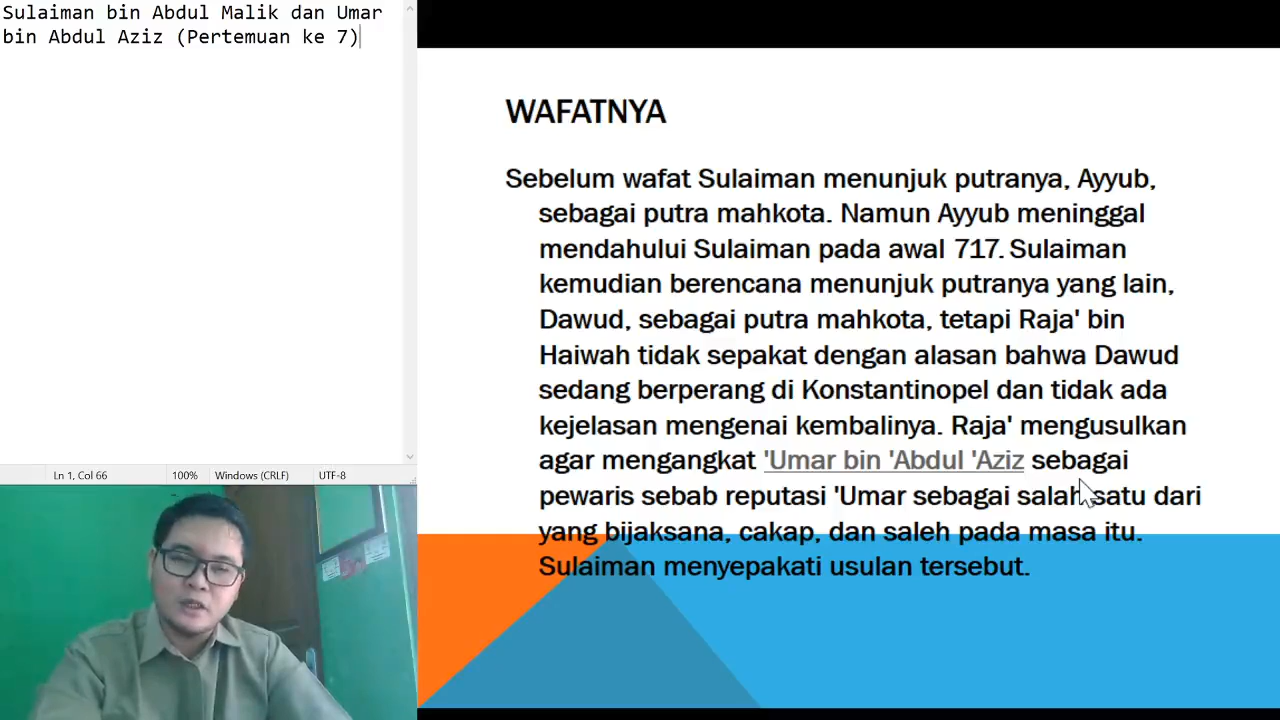 Sulaiman bin Abdul Malik dan Umar
bin Abdul Aziz (Pertemuan ke 7)
Ln 1, Col 66
100%
Windows (CRLF)
UTF-8
WAFATNYA
Sebelum wafat Sulaiman menunjuk putranya, Ayyub,
sebagai putra mahkota. Namun Ayyub meninggal
mendahului Sulaiman pada awal 717. Sulaiman
kemudian berencana menunjuk putranya yang lain,
Dawud, sebagai putra mahkota, tetapi Raja' bin
Haiwah tidak sepakat dengan alasan bahwa Dawud
sedang berperang di Konstantinopel dan tidak ada
kejelasan mengenai kembalinya. Raja' mengusulkan
agar mengangkat 'Umar bin 'Abdul 'Aziz sebagai
pewaris sebab reputasi 'Umar sebagai salah satu dari
yang bijaksana, cakap, dan saleh pada masa itu.
Sulaiman menyepakati usulan tersebut.